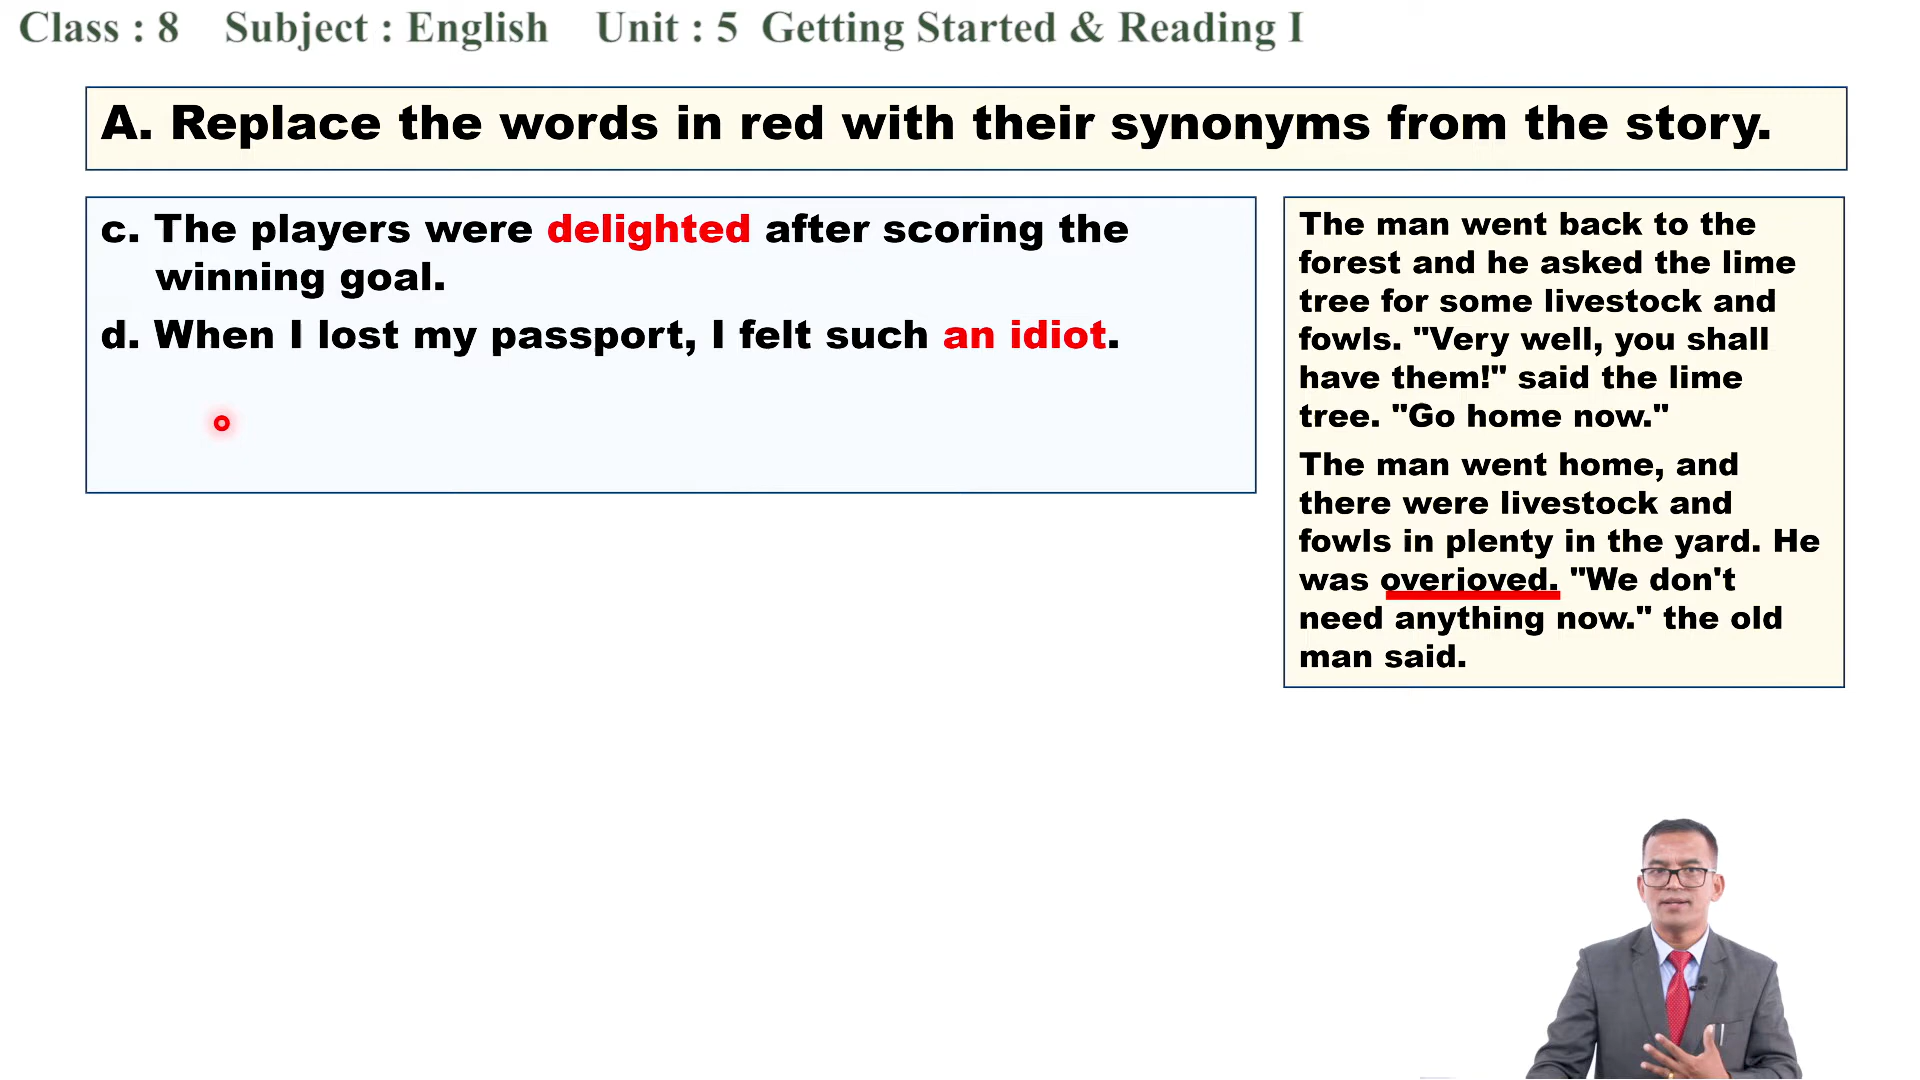 Class : 8 Subject : English Unit : 5 Getting Started & Reading I
A. Replace the words in red with their synonyms from the story.
c. The players were delighted after scoring the
winning goal.
d. When I lost my passport, I felt such an idiot.
The man went back to the
forest and he asked the lime
tree for some livestock and
fowls. "Very well, you shall
have them!" said the lime
tree. "Go home now."
The man went home, and
there were livestock and
fowls in plenty in the yard. He
was overjoyed. "We don't
need anything now." the old
man said.